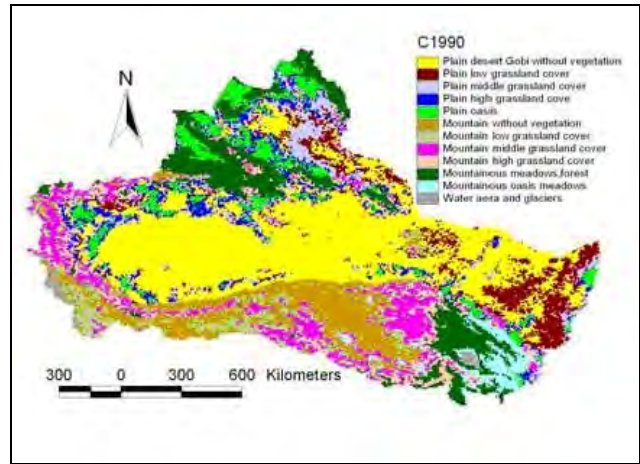 C1990
Plain desert Gobi without vegetation
Plain low grassland cover
Plain middle grassland cover
Plain high grassland cove
Plain oasis
Mountain without vegetation
Mountain low grassland cover
Mountain middle grassland cover
Mountain high grassland cover
Mountainous meadows,forest
Mountainous oasis meadows
Water aera and glaciers
N
300 0 300 600 Kilometers